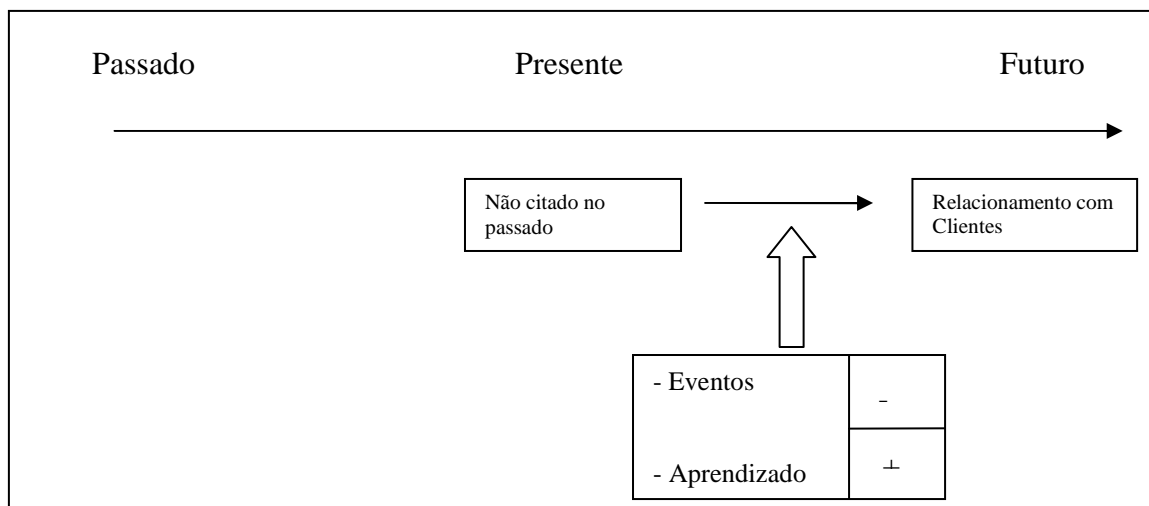 Passado Presente Futuro
Não citado no
passado
Relacionamento com
Clientes
- Eventos
-
- Aprendizado
+